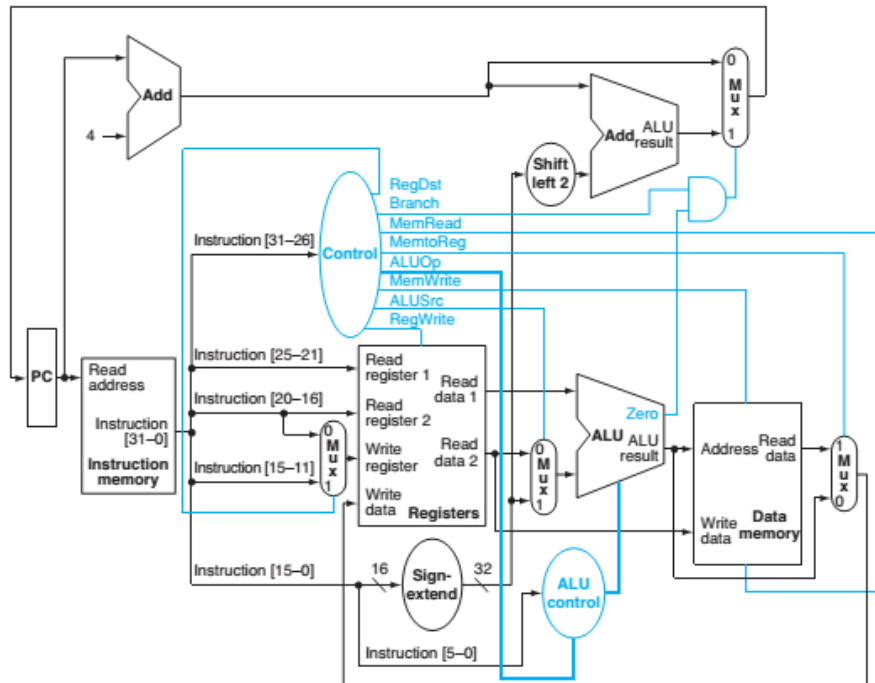 Add
4
0
Mux
1
Add
ALU
result
Shift
left 2
RegDst
Branch
MemRead
MemtoReg
ALUOp
MemWrite
ALUSrc
RegWrite
Control
Instruction [31–26]
PC
Read
address
Instruction
[31–0]
Instruction
memory
Instruction [25–21]
Instruction [20–16]
Instruction [15–11]
0
Mux
1
Read
register 1
Read
register 2
Write
register
Write
data
Read
data 1
Read
data 2
Registers
0
Mux
1
Zero
ALU
ALU
result
Address
Read
data
Write
data
Data
memory
1
Mux
0
Instruction [15–0]
16
Sign-
extend
32
ALU
control
Instruction [5–0]